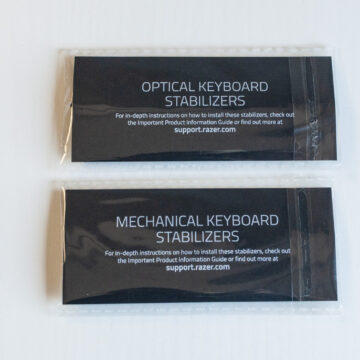 OPTICAL KEYBOARD
STABILIZERS
For in-depth instructions on how to install these stabilizers, check out
the Important Product Information Guide or find out more at
support.razer.com
MECHANICAL KEYBOARD
STABILIZERS
For in-depth instructions on how to install these stabilizers, check out
the Important Product Information Guide or find out more at
support.razer.com